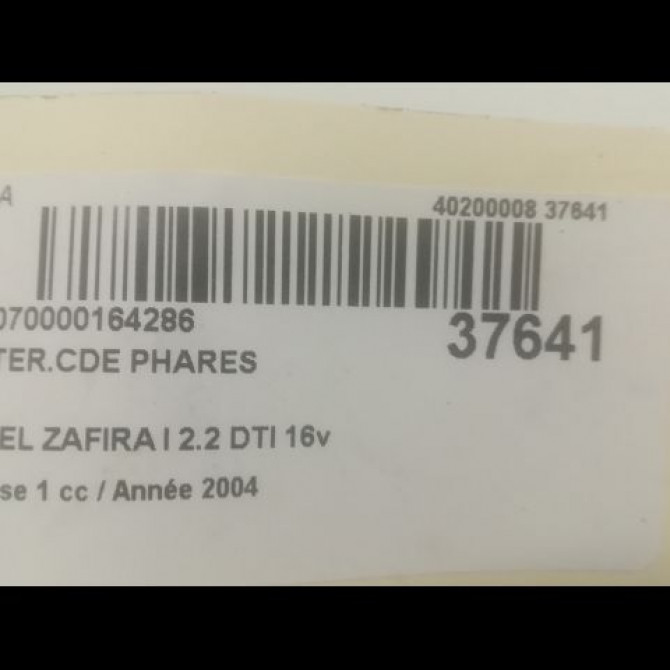 A
40200008 37641
070000164286
37641
TER.CDE PHARES
EL ZAFIRA I 2.2 DTI 16v
se 1 cc / Année 2004